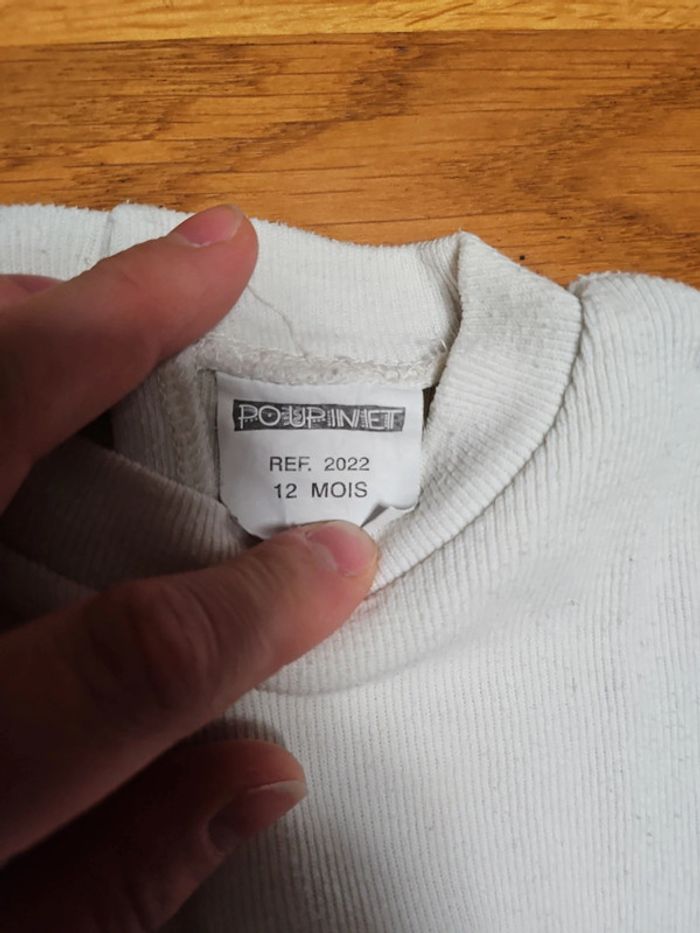 POUPINET
REF. 2022
12 MOIS